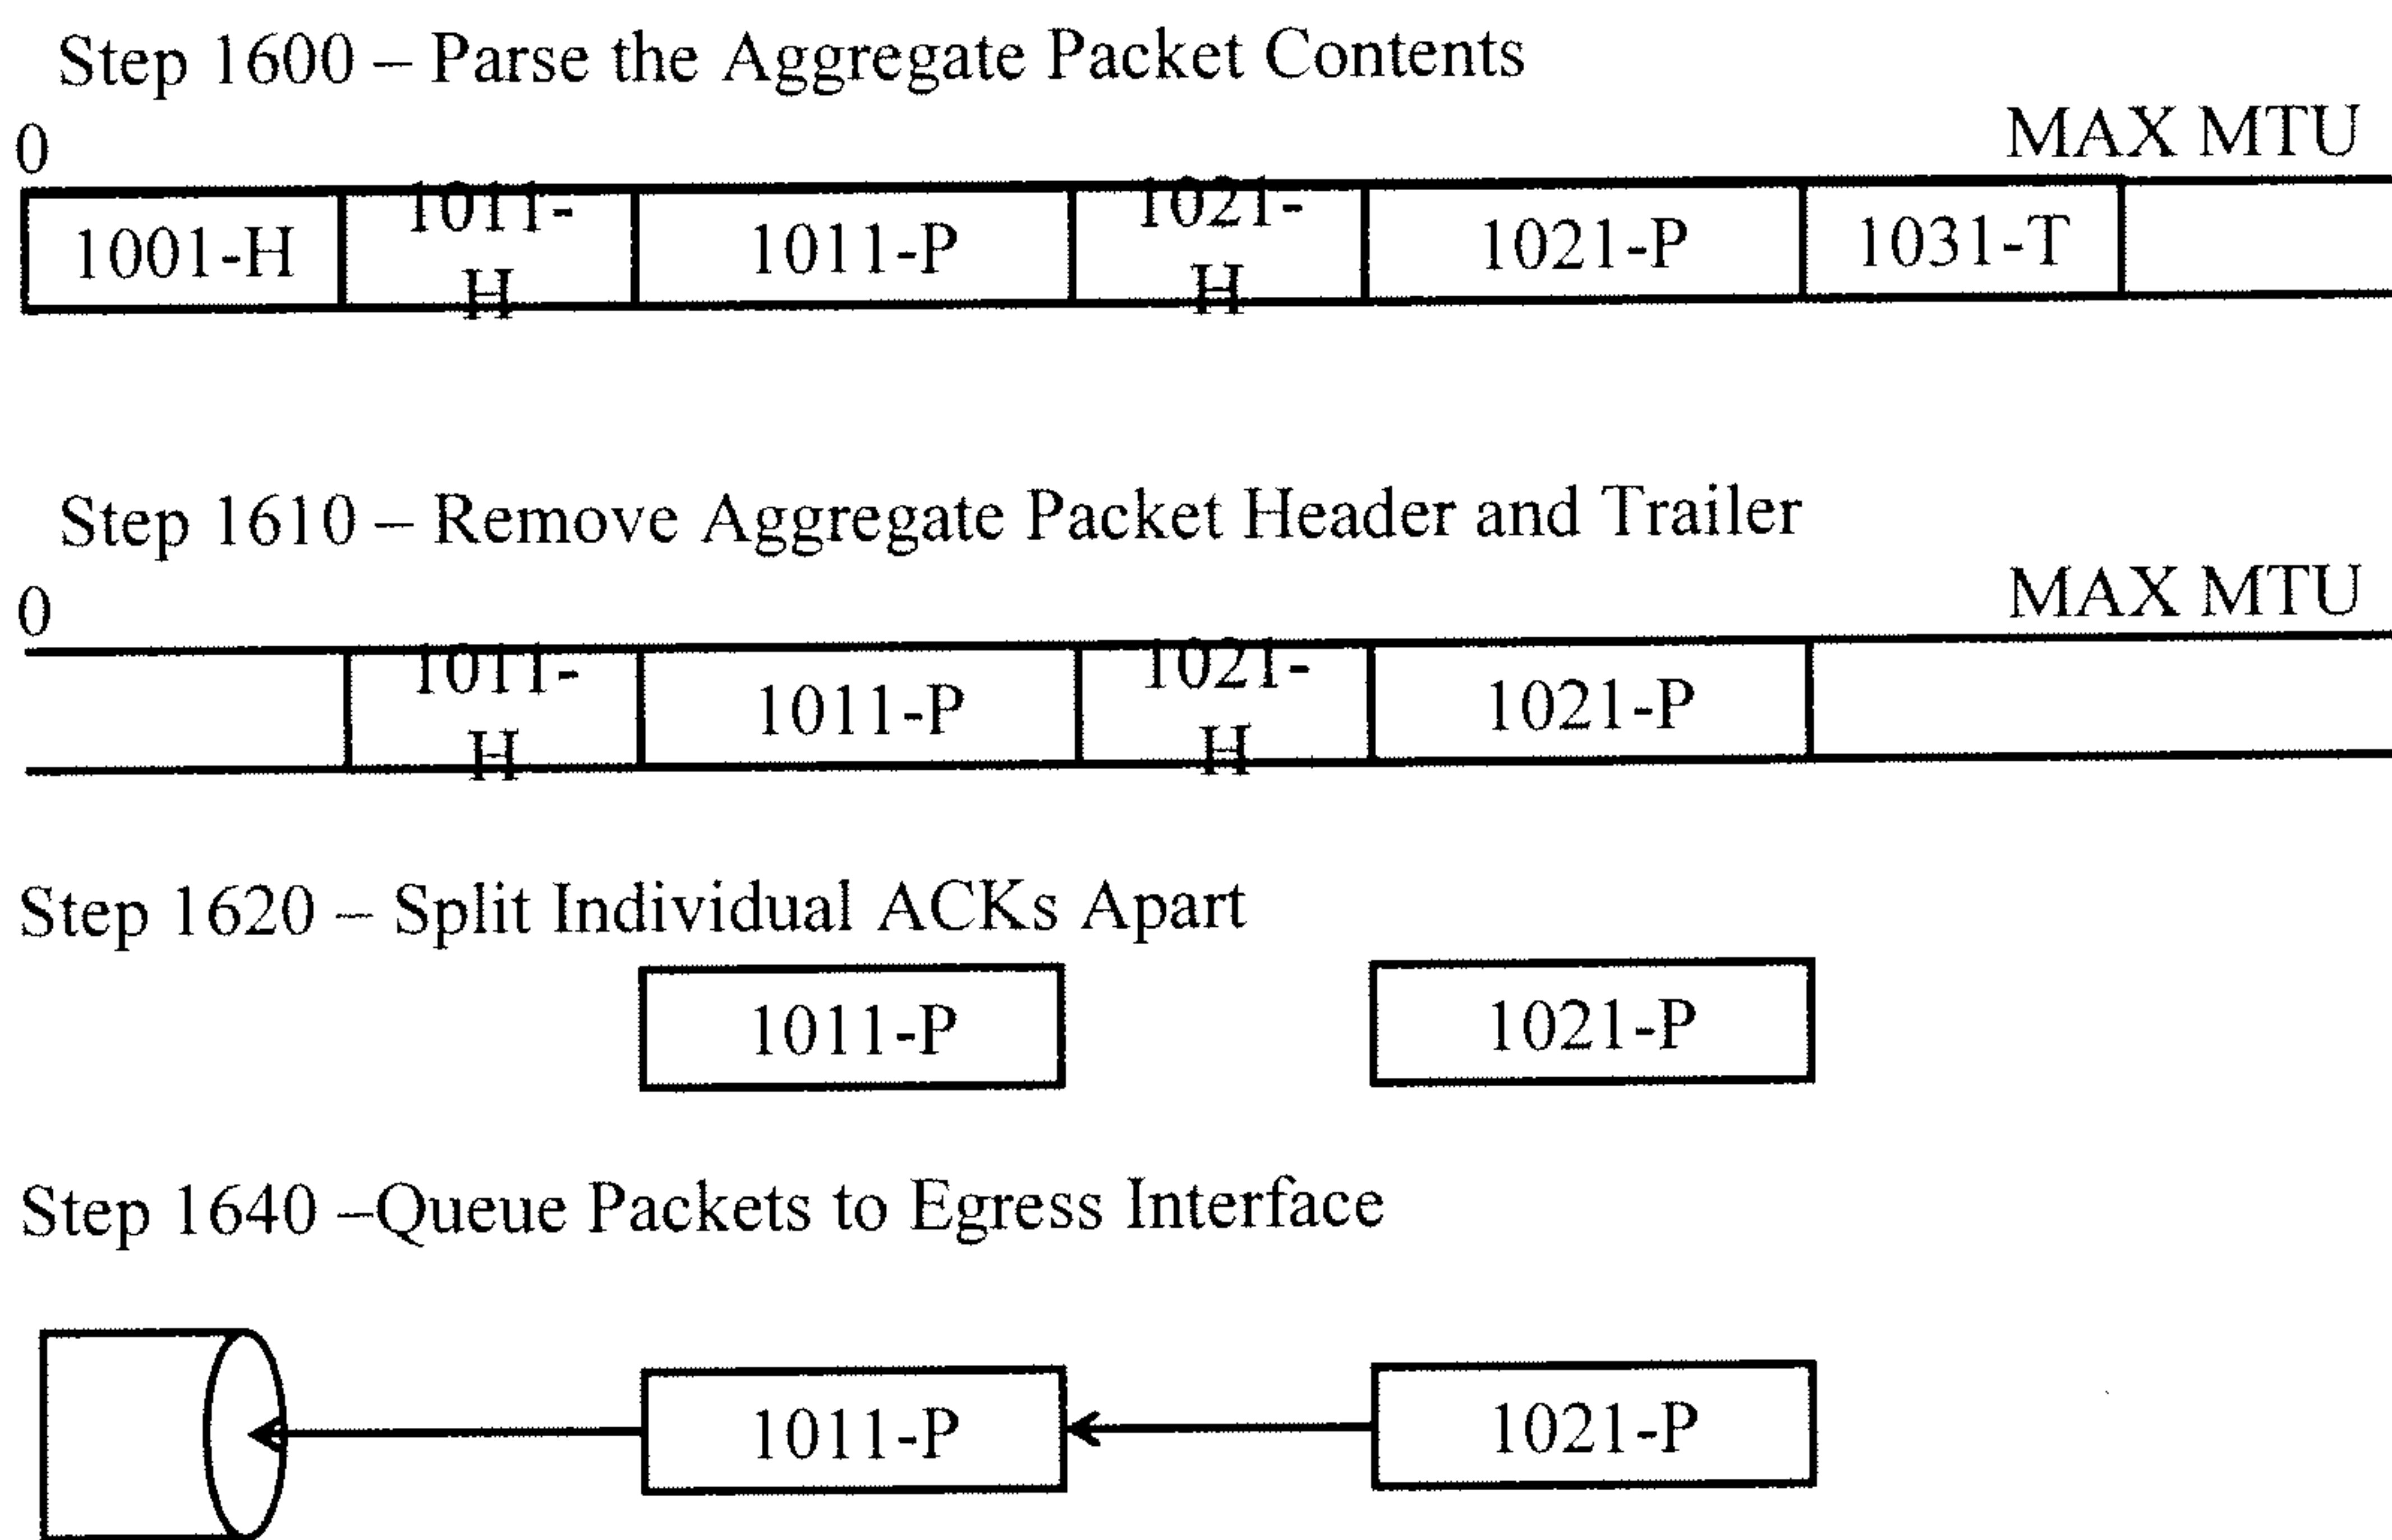 Step 1600 – Parse the Aggregate Packet Contents
0 MAX MTU
1001-H 1011-H 1011-P 1021-H 1021-P 1031-T
Step 1610 – Remove Aggregate Packet Header and Trailer
0 MAX MTU
1011-H 1011-P 1021-H 1021-P
Step 1620 – Split Individual ACKs Apart
1011-P 1021-P
Step 1640 –Queue Packets to Egress Interface
1011-P 1021-P